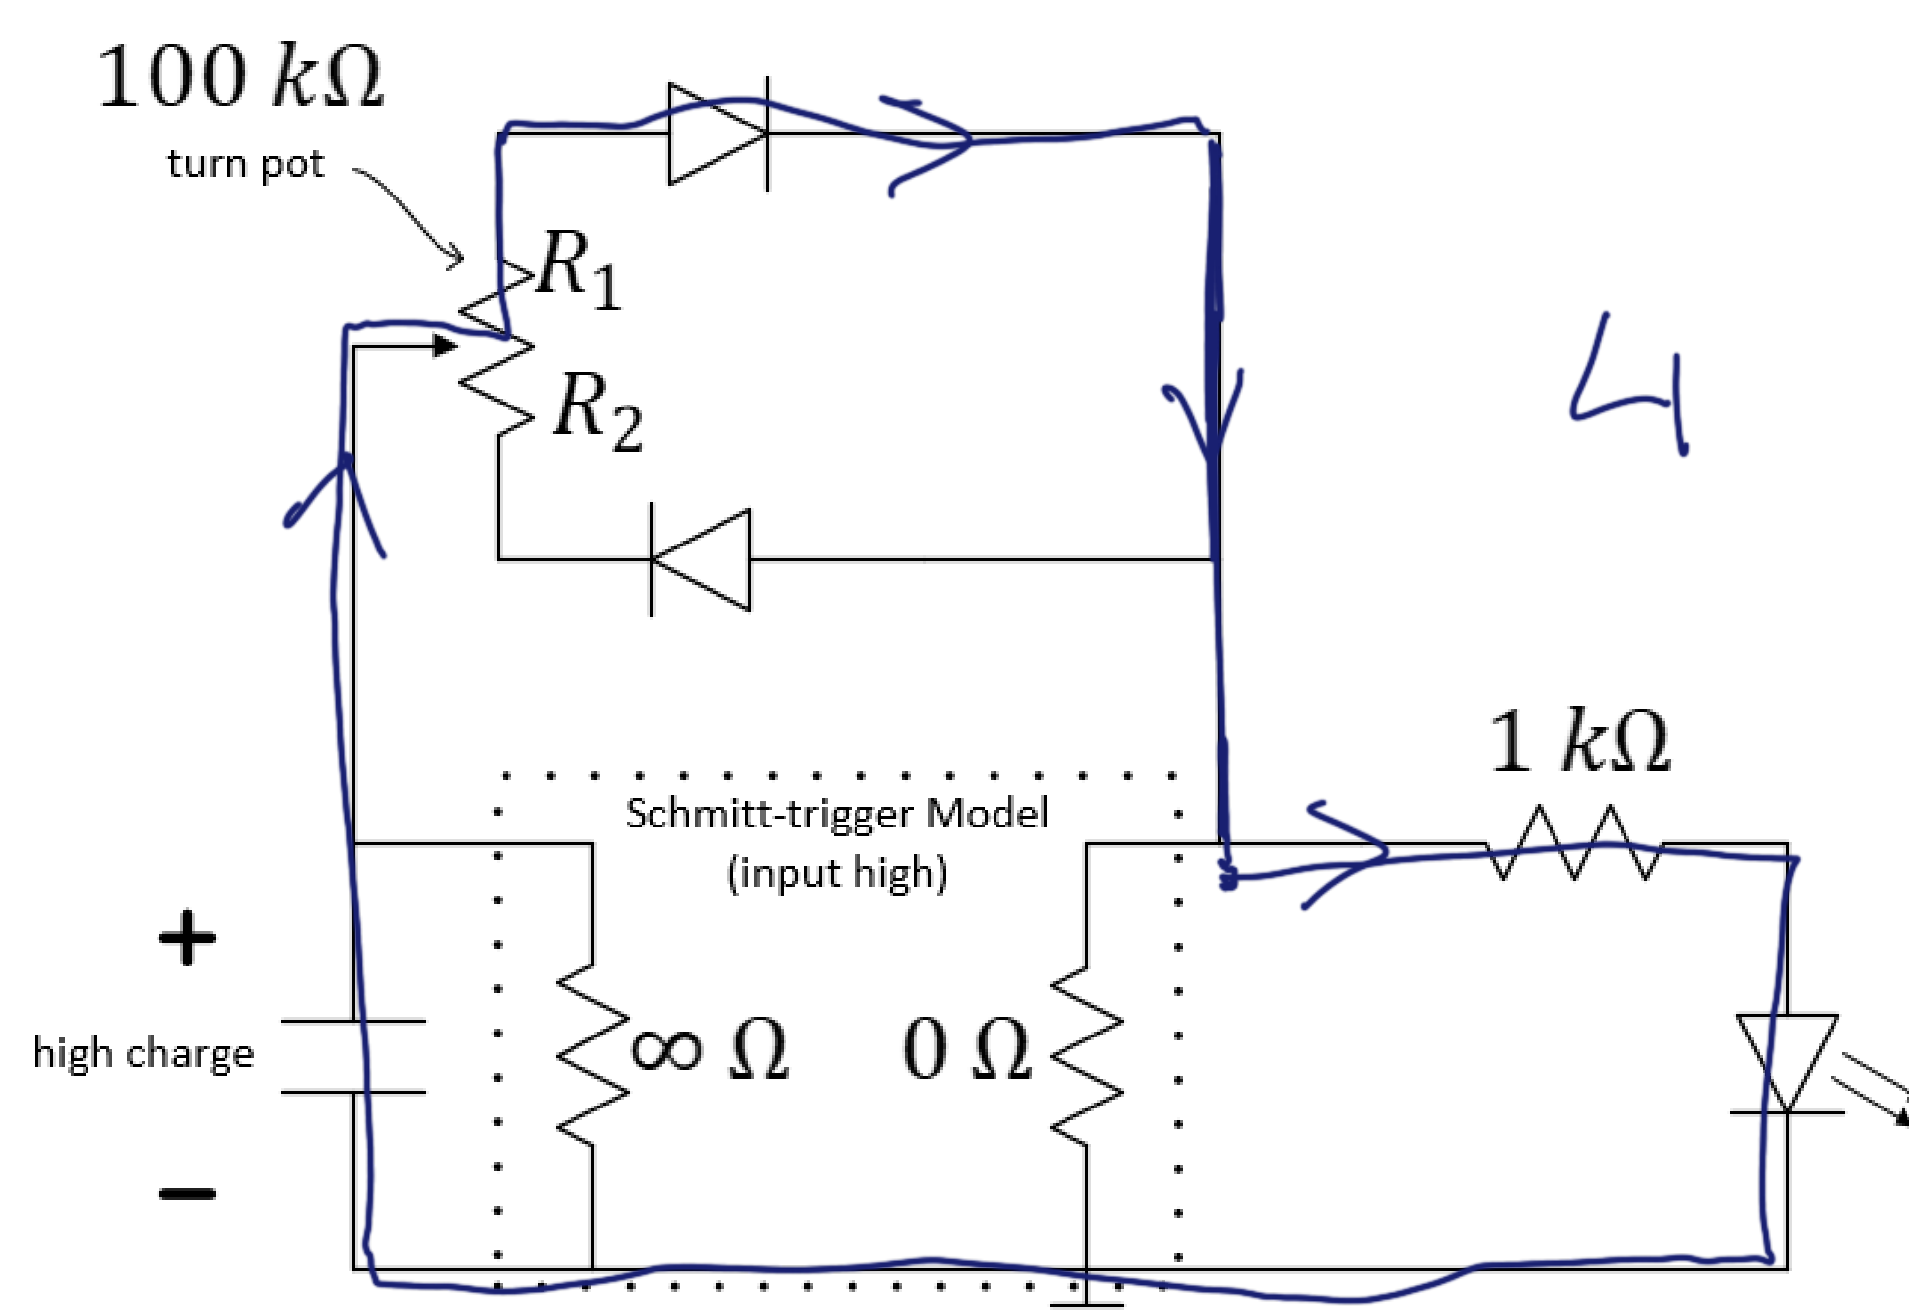 100 kΩ
turn pot
R₁
R₂
4
1 kΩ
Schmitt-trigger Model
(input high)
+
high charge
∞ Ω
0 Ω
−